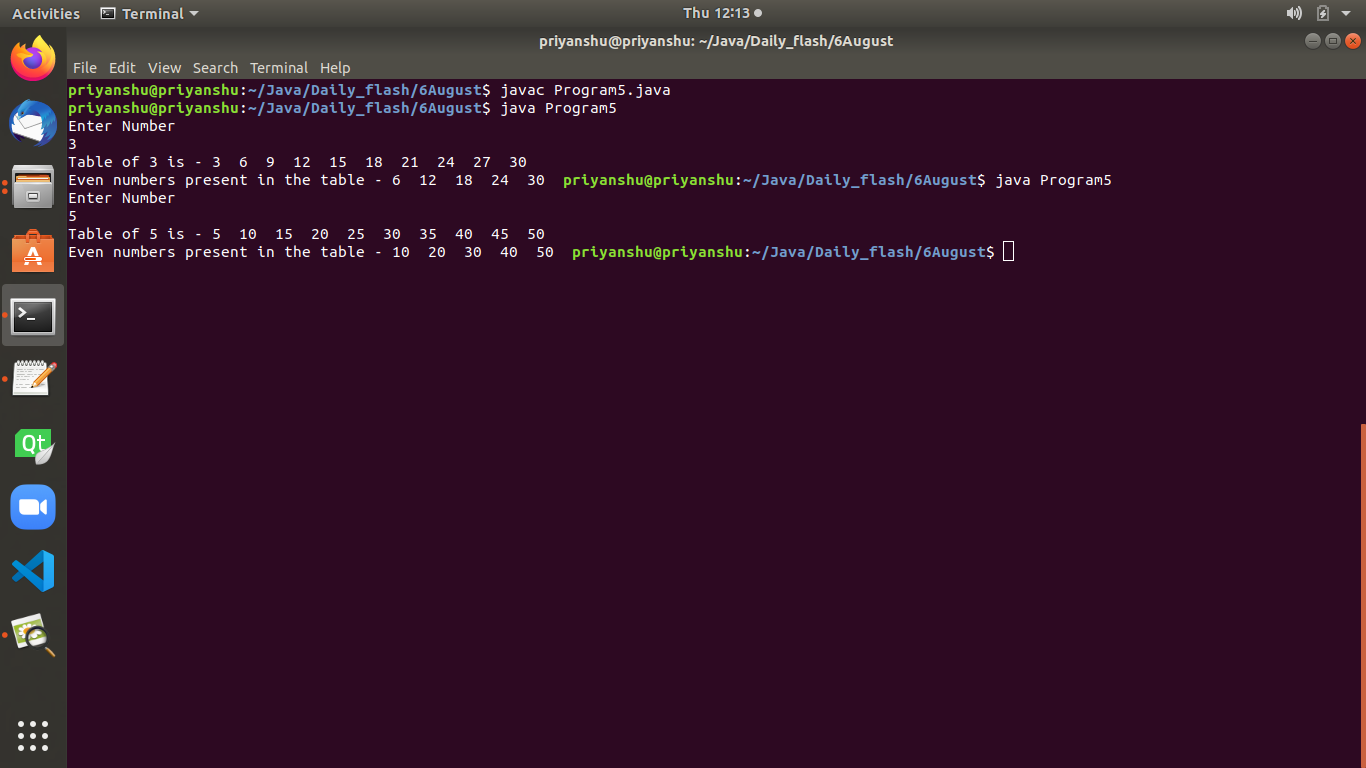 Activities Terminal Thu 12:13
priyanshu@priyanshu: ~/Java/Daily_flash/6August
File Edit View Search Terminal Help
priyanshu@priyanshu:~/Java/Daily_flash/6August$ javac Program5.java
priyanshu@priyanshu:~/Java/Daily_flash/6August$ java Program5
Enter Number
3
Table of 3 is - 3  6  9  12  15  18  21  24  27  30
Even numbers present in the table - 6  12  18  24  30  priyanshu@priyanshu:~/Java/Daily_flash/6August$ java Program5
Enter Number
5
Table of 5 is - 5  10  15  20  25  30  35  40  45  50
Even numbers present in the table - 10  20  30  40  50  priyanshu@priyanshu:~/Java/Daily_flash/6August$
Qt